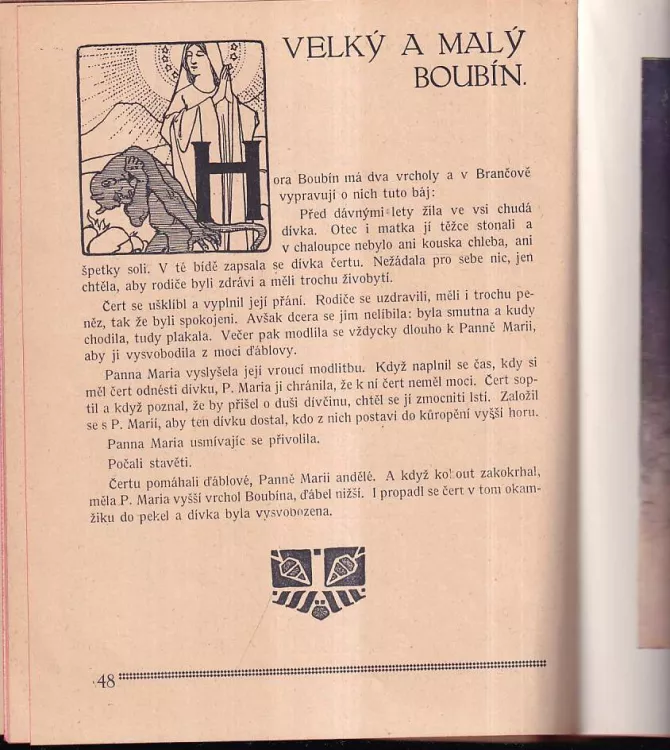 VELKÝ A MALÝ
BOUBÍN.
Hora Boubín má dva vrcholy a v Brančově
vypravují o nich tuto báj:
Před dávnými lety žila ve vsi chudá
dívka. Otec i matka jí těžce stonali a
v chaloupce nebylo ani kouska chleba, ani
špetky soli. V té bídě zapsala se dívka čertu. Nežádala pro sebe nic, jen
chtěla, aby rodiče byli zdrávi a měli trochu živobytí.
Čert se ušklíbl a vyplnil její přání. Rodiče se uzdravili, měli i trochu pe-
něz, tak že byli spokojeni. Avšak dcera se jim nelíbila: byla smutna a kudy
chodila, tudy plakala. Večer pak modlila se vždycky dlouho k Panně Marii,
aby ji vysvobodila z moci ďáblovy.
Panna Maria vyslyšela její vroucí modlitbu. Když naplnil se čas, kdy si
měl čert odnésti dívku, P. Maria ji chránila, že k ní čert neměl moci. Čert sop-
til a když poznal, že by přišel o duši dívčinu, chtěl se jí zmocniti lstí. Založil
se s P. Marií, aby ten dívku dostal, kdo z nich postaví do kúropění vyšší horu.
Panna Maria usmívajíc se přivolila.
Počali stavěti.
Čertu pomáhali ďáblové, Panně Marii andělé. A když kohout zakokrhal,
měla P. Maria vyšší vrchol Boubína, ďábel nižší. I propadl se čert v tom okam-
žiku do pekel a dívka byla vysvobozena.
48